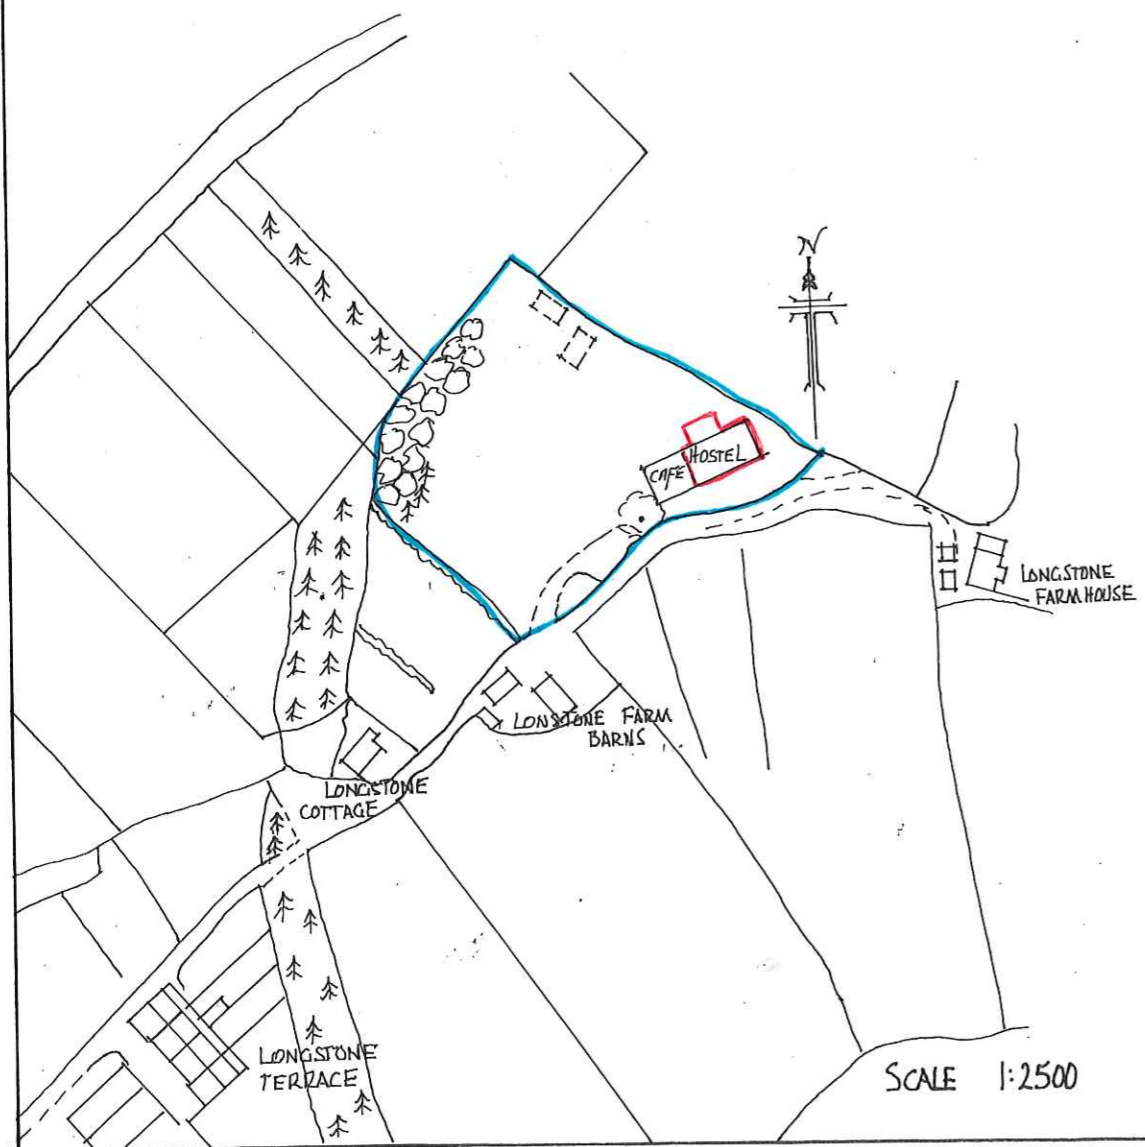 N
HOSTEL
CAFE
LONGSTONE
FARMHOUSE
LONSTONE FARM
BARNS
LONGSTONE
COTTAGE
LONGSTONE
TERRACE
SCALE 1:2500